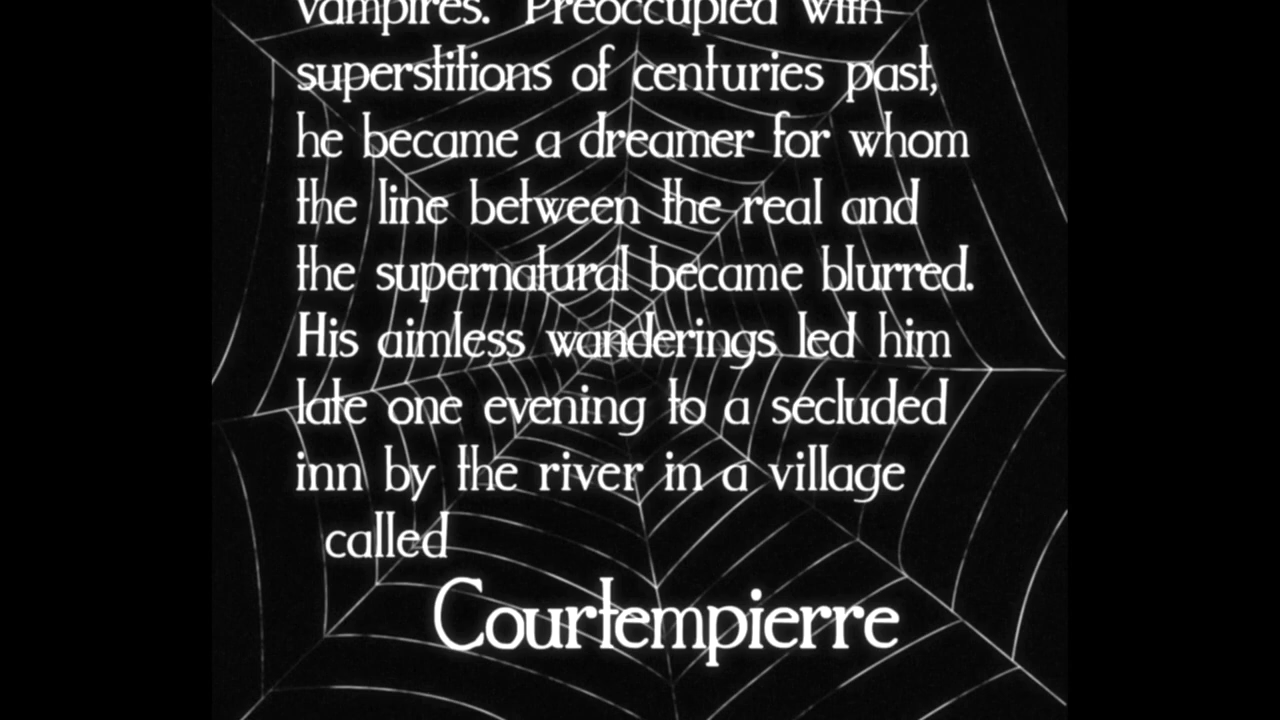 vampires. Preoccupied with
superstitions of centuries past,
he became a dreamer for whom
the line between the real and
the supernatural became blurred.
His aimless wanderings led him
late one evening to a secluded
inn by the river in a village
called
Courtempierre